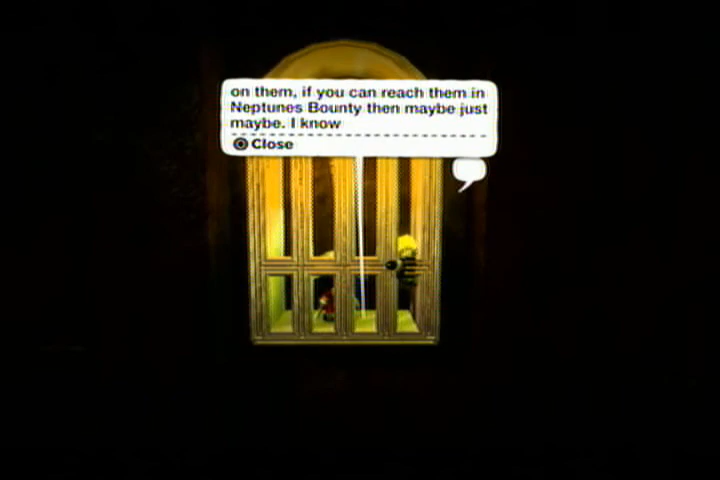 on them, if you can reach them in
Neptunes Bounty then maybe just
maybe. I know
Close